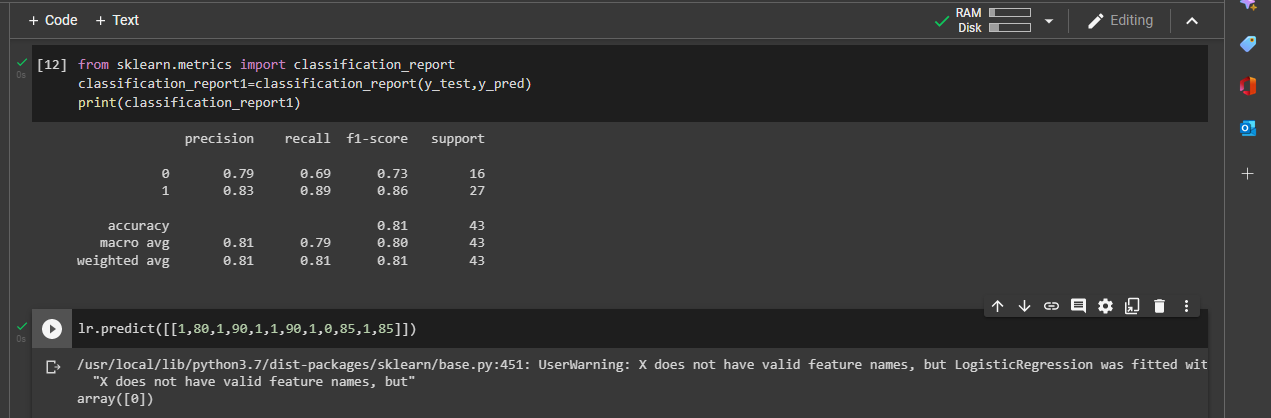 + Code + Text
RAM
Disk
Editing
[12] from sklearn.metrics import classification_report
classification_report1=classification_report(y_test,y_pred)
print(classification_report1)
0s
precision recall f1-score support
0 0.79 0.69 0.73 16
1 0.83 0.89 0.86 27
accuracy 0.81 43
macro avg 0.81 0.79 0.80 43
weighted avg 0.81 0.81 0.81 43
lr.predict([[1,80,1,90,1,1,90,1,0,85,1,85]])
0s
/usr/local/lib/python3.7/dist-packages/sklearn/base.py:451: UserWarning: X does not have valid feature names, but LogisticRegression was fitted wit
"X does not have valid feature names, but"
array([0])